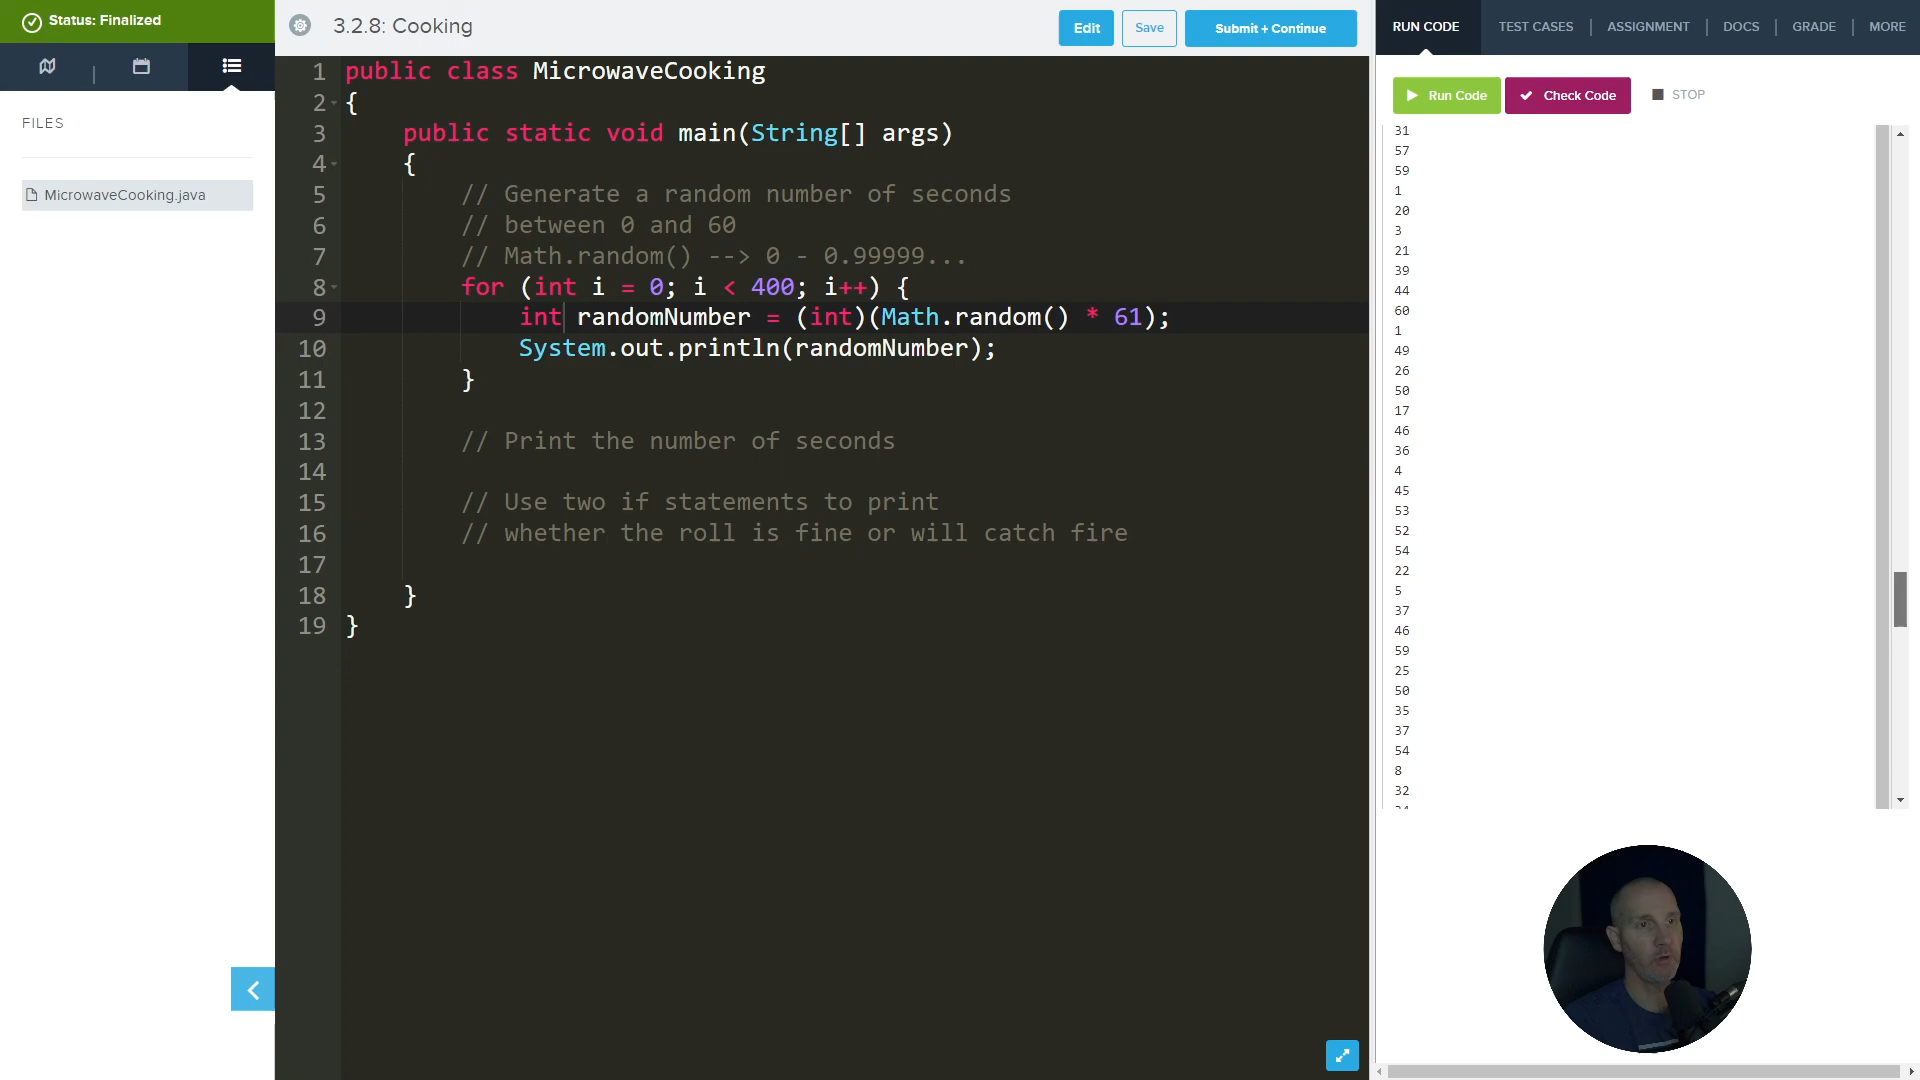 Status: Finalized
FILES
MicrowaveCooking.java
3.2.8: Cooking
Edit
Save
Submit + Continue
1 public class MicrowaveCooking
2 {
3 public static void main(String[] args)
4 {
5 // Generate a random number of seconds
6 // between 0 and 60
7 // Math.random() --> 0 - 0.99999...
8 for (int i = 0; i < 400; i++) {
9 int randomNumber = (int)(Math.random() * 61);
10 System.out.println(randomNumber);
11 }
12
13 // Print the number of seconds
14
15 // Use two if statements to print
16 // whether the roll is fine or will catch fire
17
18 }
19 }
RUN CODE
TEST CASES
ASSIGNMENT
DOCS
GRADE
MORE
Run Code
Check Code
STOP
31
57
59
1
20
3
21
39
44
60
1
49
26
50
17
46
36
4
45
53
52
54
22
5
37
46
59
25
50
35
37
54
8
32